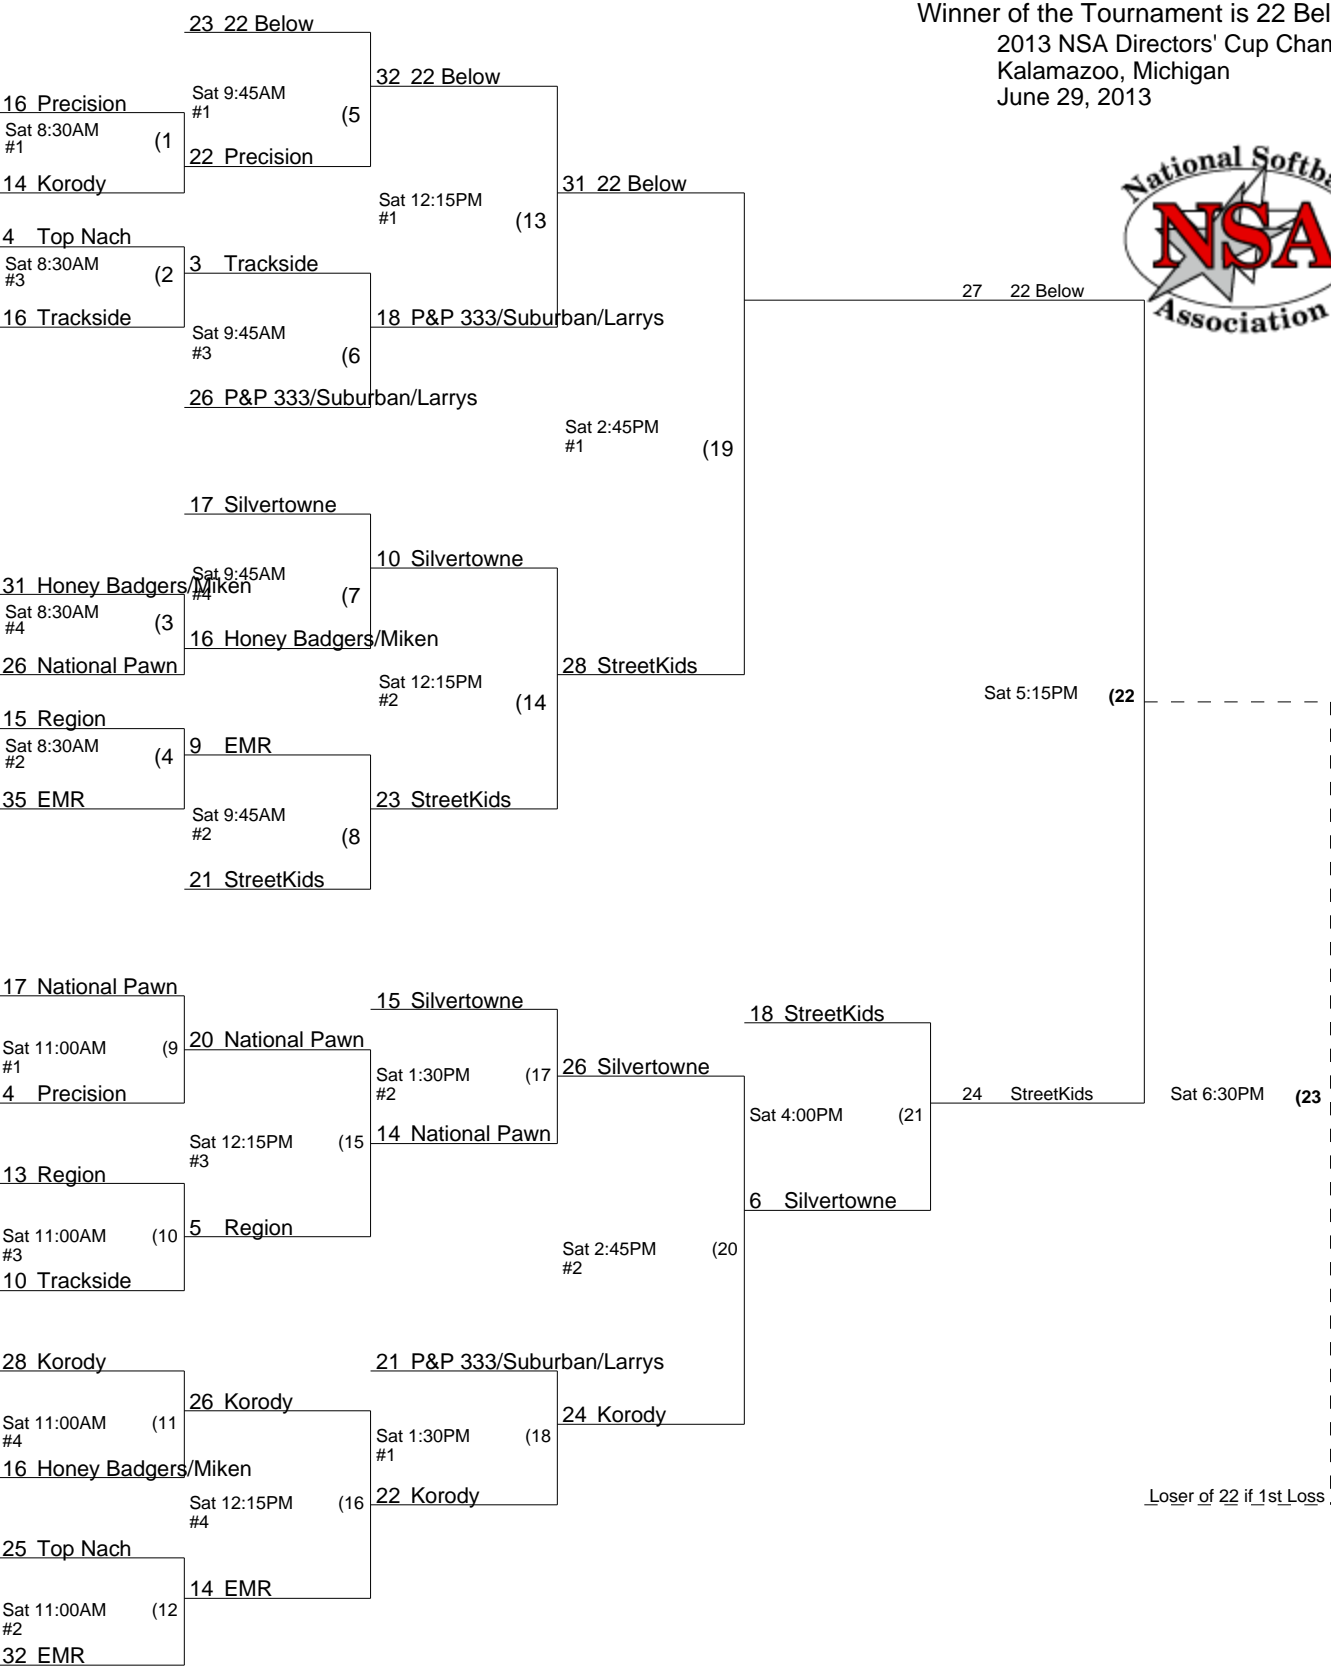 Winner of the Tournament is 22 Bel
2013 NSA Directors' Cup Cham
Kalamazoo, Michigan
June 29, 2013
National Softba
NSA
Association
23 22 Below
32 22 Below
Sat 9:45AM
#1 (5
16 Precision
Sat 8:30AM
#1 (1
22 Precision
14 Korody
31 22 Below
Sat 12:15PM
#1 (13
4 Top Nach
Sat 8:30AM
#3 (2
3 Trackside
16 Trackside
18 P&P 333/Suburban/Larrys
Sat 9:45AM
#3 (6
26 P&P 333/Suburban/Larrys
27 22 Below
Sat 2:45PM
#1 (19
17 Silvertowne
10 Silvertowne
Sat 9:45AM
#4 (7
31 Honey Badgers/Miken
Sat 8:30AM
#4 (3
16 Honey Badgers/Miken
26 National Pawn
28 StreetKids
Sat 12:15PM
#2 (14
Sat 5:15PM (22
15 Region
Sat 8:30AM
#2 (4
9 EMR
35 EMR
23 StreetKids
Sat 9:45AM
#2 (8
21 StreetKids
17 National Pawn
15 Silvertowne
18 StreetKids
Sat 11:00AM (9
#1
20 National Pawn
4 Precision
26 Silvertowne
Sat 1:30PM (17
#2
24 StreetKids
Sat 6:30PM (23
Sat 4:00PM (21
14 National Pawn
Sat 12:15PM (15
#3
13 Region
6 Silvertowne
5 Region
Sat 11:00AM (10
#3
Sat 2:45PM (20
#2
10 Trackside
28 Korody
21 P&P 333/Suburban/Larrys
26 Korody
Sat 11:00AM (11
#4
24 Korody
Sat 1:30PM (18
#1
16 Honey Badgers/Miken
22 Korody
Sat 12:15PM (16
#4
Loser of 22 if 1st Loss
25 Top Nach
14 EMR
Sat 11:00AM (12
#2
32 EMR